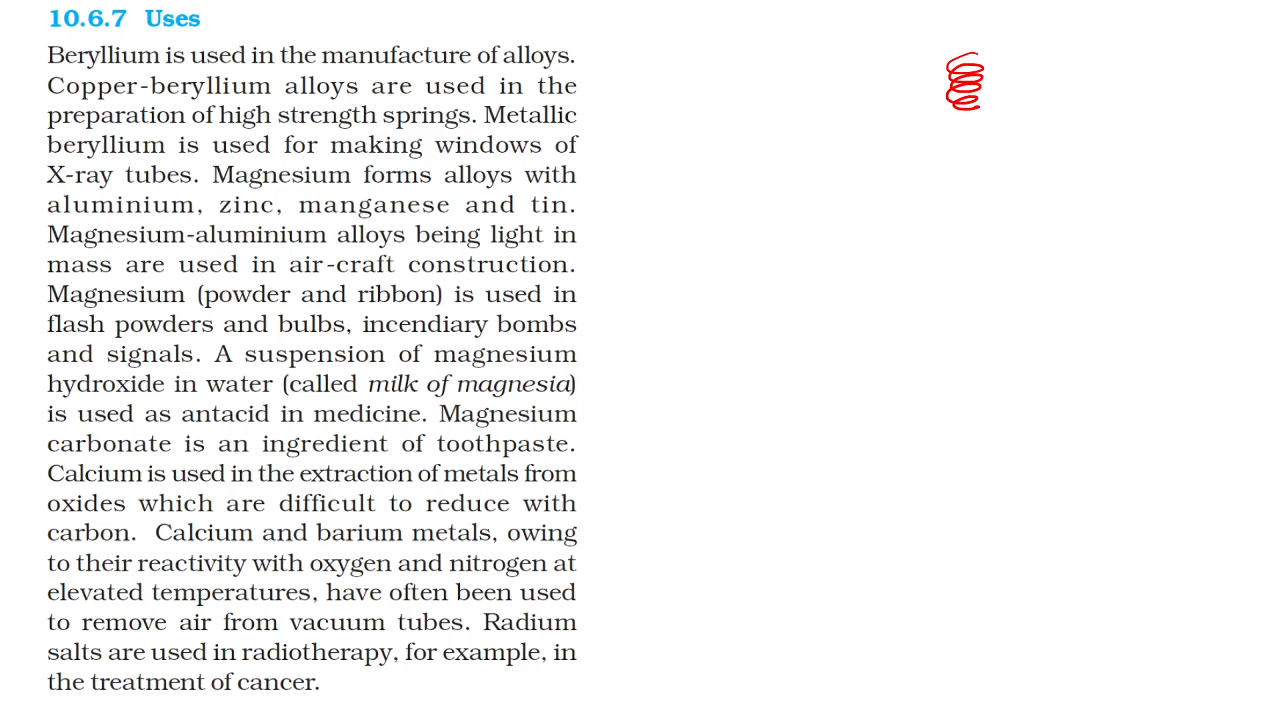 10.6.7 Uses
Beryllium is used in the manufacture of alloys.
Copper-beryllium alloys are used in the
preparation of high strength springs. Metallic
beryllium is used for making windows of
X-ray tubes. Magnesium forms alloys with
aluminium, zinc, manganese and tin.
Magnesium-aluminium alloys being light in
mass are used in air-craft construction.
Magnesium (powder and ribbon) is used in
flash powders and bulbs, incendiary bombs
and signals. A suspension of magnesium
hydroxide in water (called milk of magnesia)
is used as antacid in medicine. Magnesium
carbonate is an ingredient of toothpaste.
Calcium is used in the extraction of metals from
oxides which are difficult to reduce with
carbon. Calcium and barium metals, owing
to their reactivity with oxygen and nitrogen at
elevated temperatures, have often been used
to remove air from vacuum tubes. Radium
salts are used in radiotherapy, for example, in
the treatment of cancer.